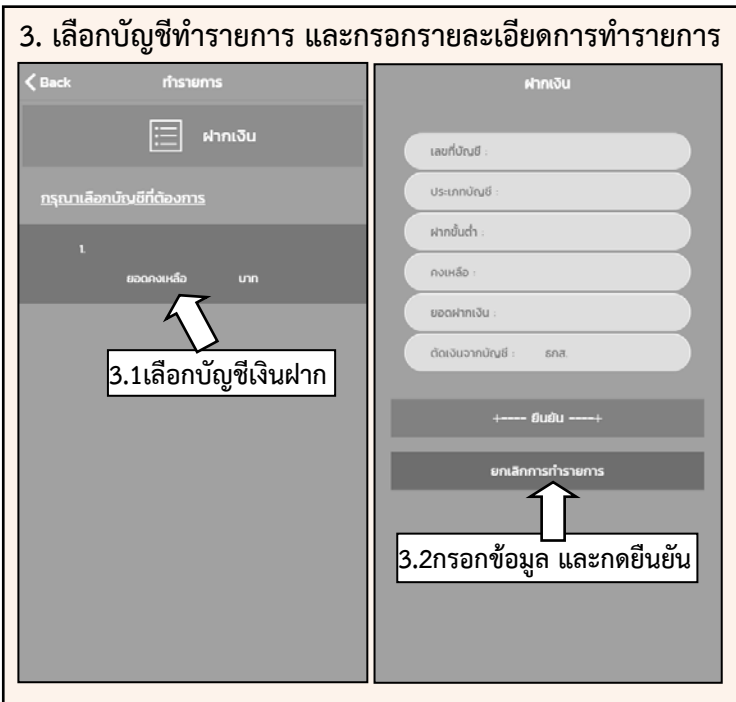 3. เลือกบัญชีทำรายการ และกรอกรายละเอียดการทำรายการ
Back ทำรายการ
ฝากเงิน
กรุณาเลือกบัญชีที่ต้องการ
1.
ยอดคงเหลือ บาท
3.1เลือกบัญชีเงินฝาก
ฝากเงิน
เลขที่บัญชี :
ประเภทบัญชี :
ฝากขั้นต่ำ :
คงเหลือ :
ยอดฝากเงิน :
ตัดเงินจากบัญชี : ธกส.
+---- ยืนยัน ----+
ยกเลิกการทำรายการ
3.2กรอกข้อมูล และกดยืนยัน